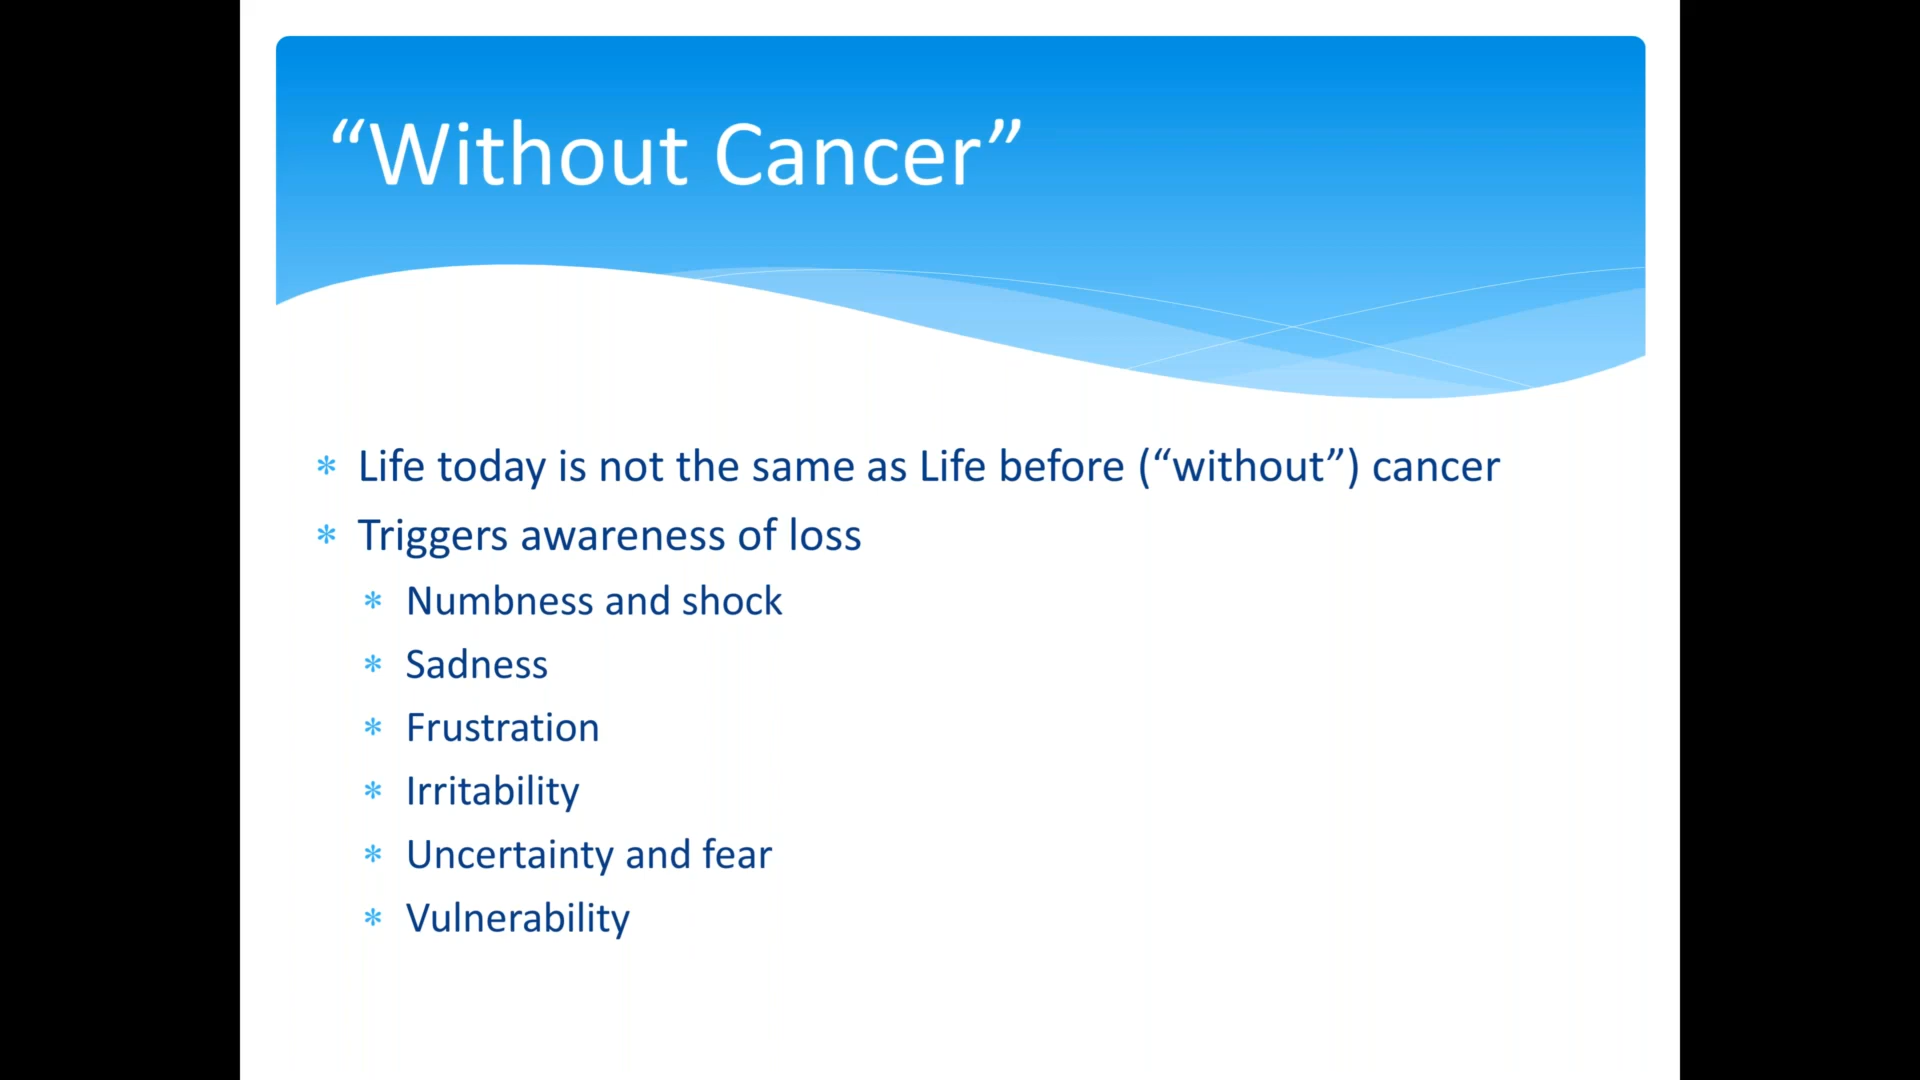 “Without Cancer”
* Life today is not the same as Life before (“without”) cancer
* Triggers awareness of loss
* Numbness and shock
* Sadness
* Frustration
* Irritability
* Uncertainty and fear
* Vulnerability